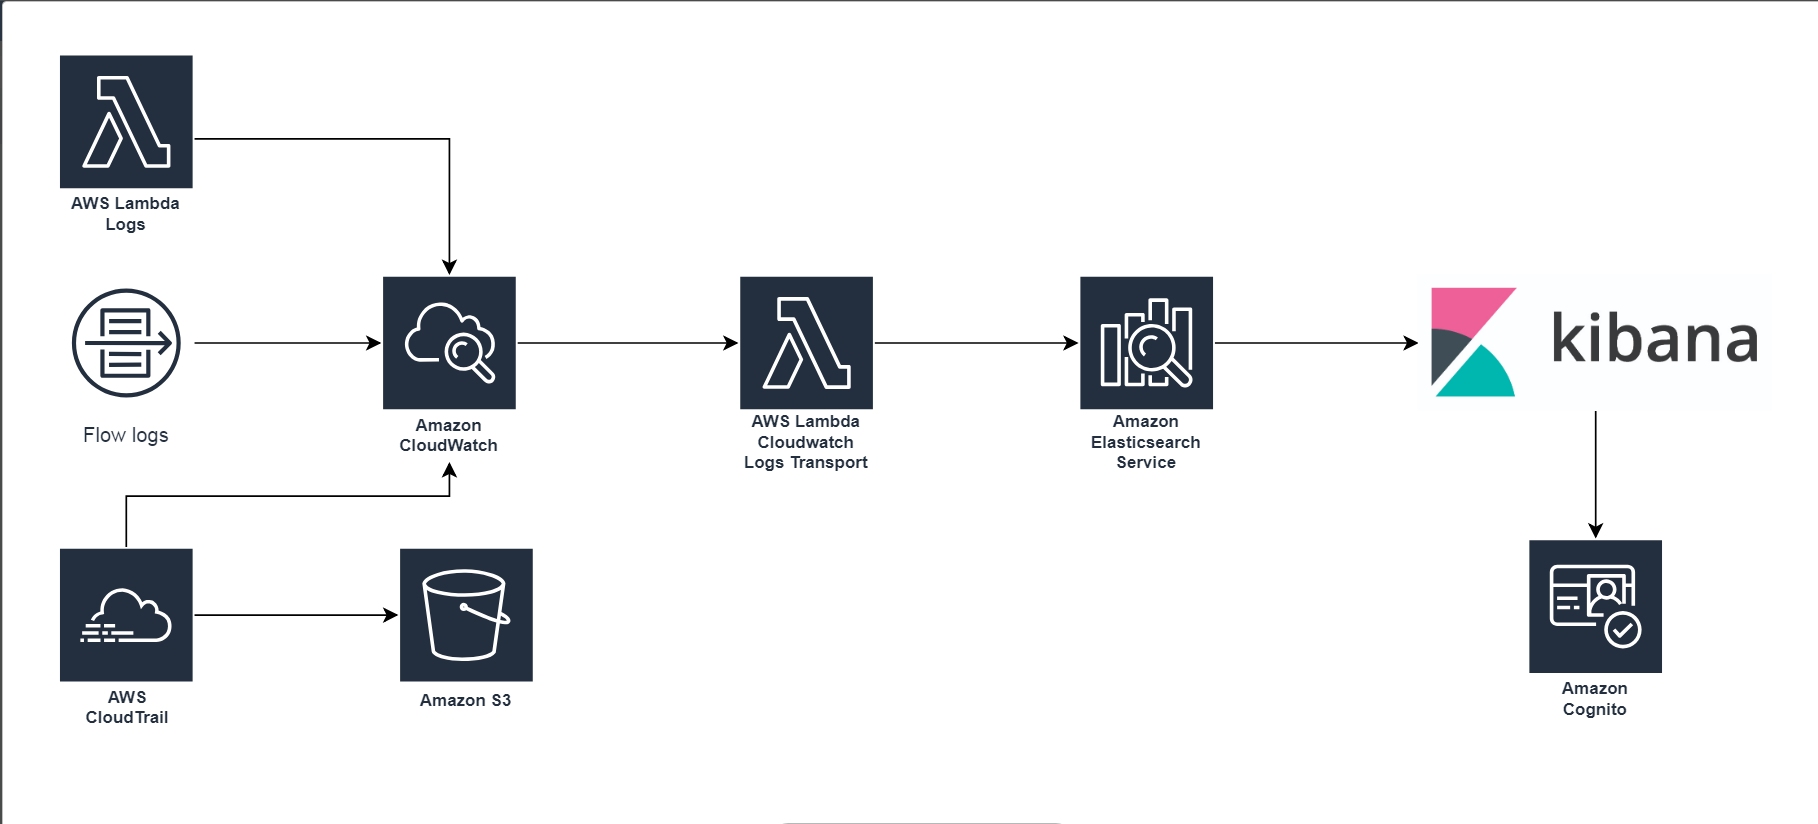 AWS Lambda
Logs
Flow logs
Amazon
CloudWatch
AWS Lambda
Cloudwatch
Logs Transport
Amazon
Elasticsearch
Service
kibana
AWS
CloudTrail
Amazon S3
Amazon
Cognito